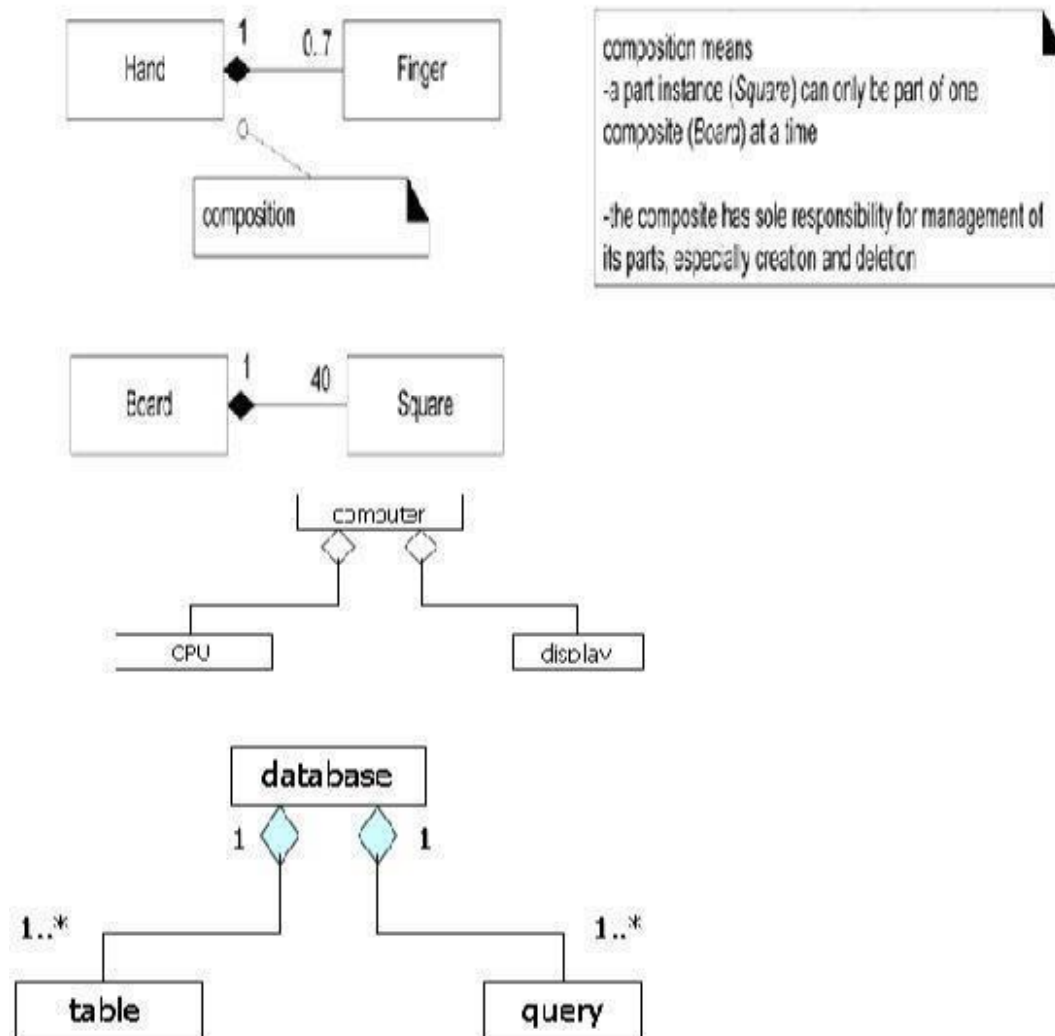 1
0..7
Hand
Finger
composition
composition means
-a part instance (Square) can only be part of one
composite (Board) at a time
-the composite has sole responsibility for management of
its parts, especially creation and deletion
1
40
Board
Square
computer
CPU
display
database
1
1
1..*
1..*
table
query